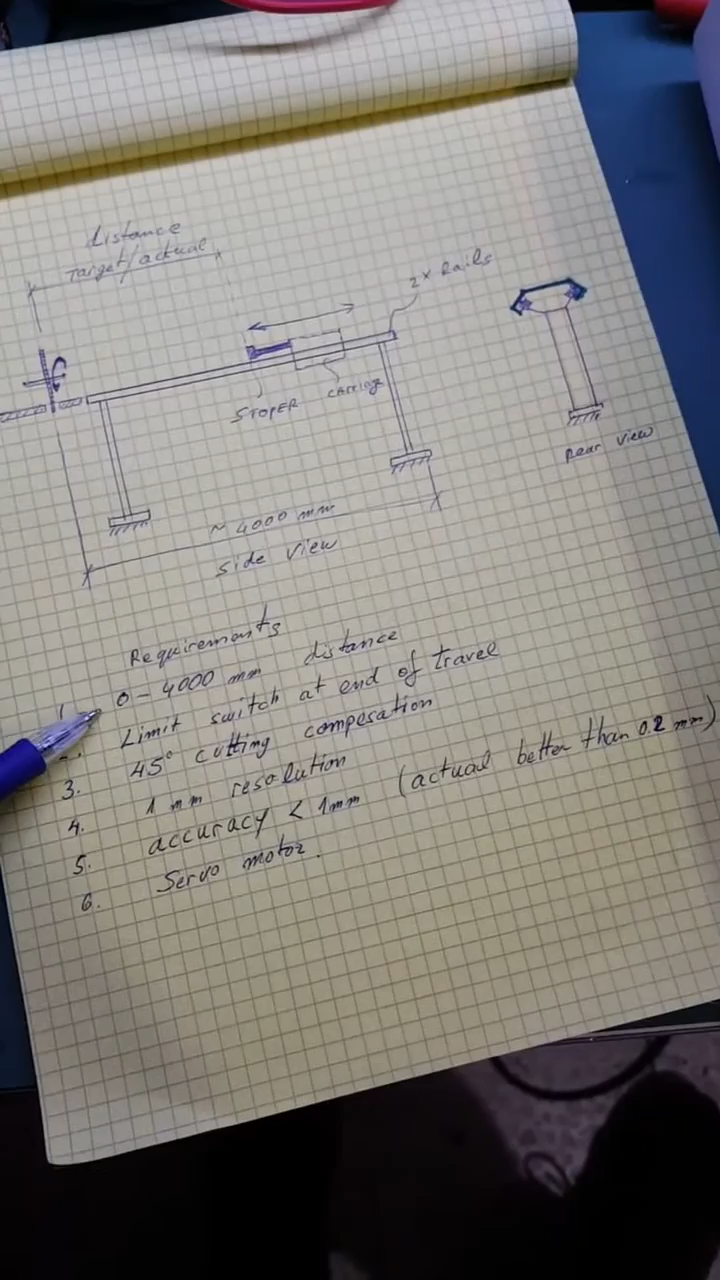 distance
Target/actual
2x Rails
STOPER
carring
rear view
~ 4000 mm
side view
Requirements
1. 0 - 4000 mm distance
2. Limit switch at end of travel
3. 45° cutting compesation
4. 1 mm resolution
5. accuracy < 1mm (actual better than 0.2 mm)
6. Servo motor.